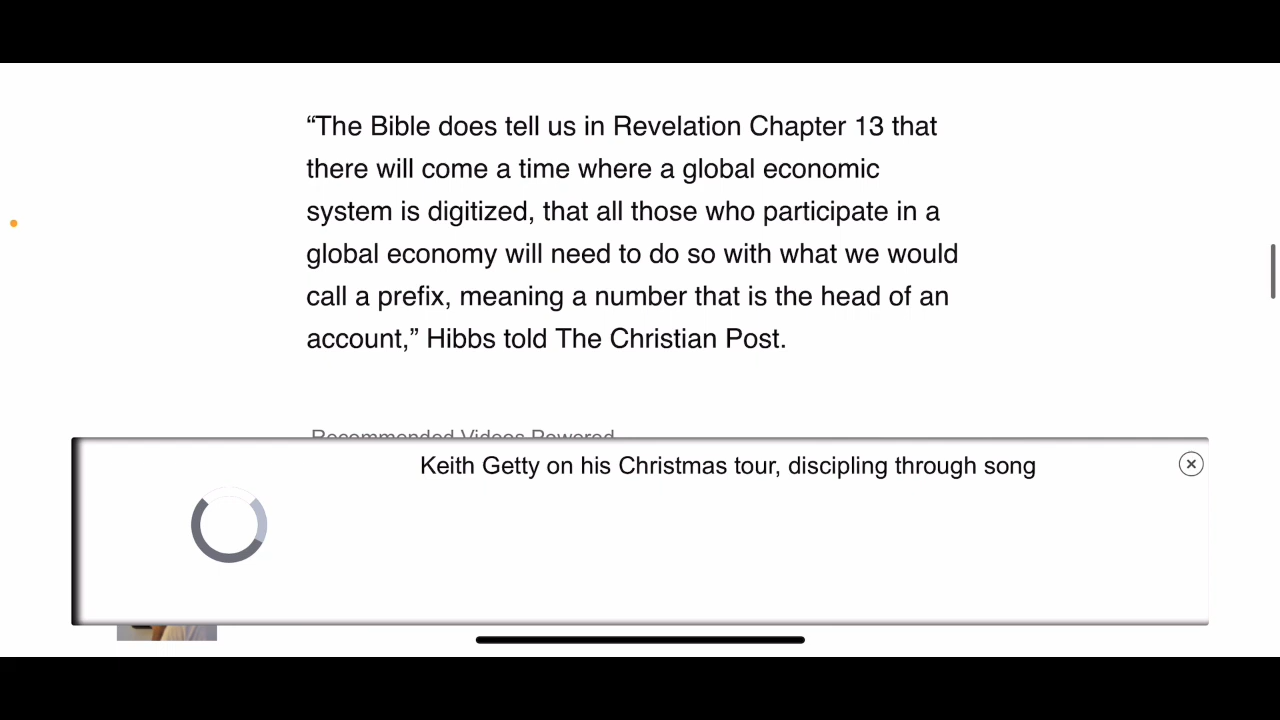 “The Bible does tell us in Revelation Chapter 13 that
there will come a time where a global economic
system is digitized, that all those who participate in a
global economy will need to do so with what we would
call a prefix, meaning a number that is the head of an
account,” Hibbs told The Christian Post.
Recommended Videos Powered
Keith Getty on his Christmas tour, discipling through song